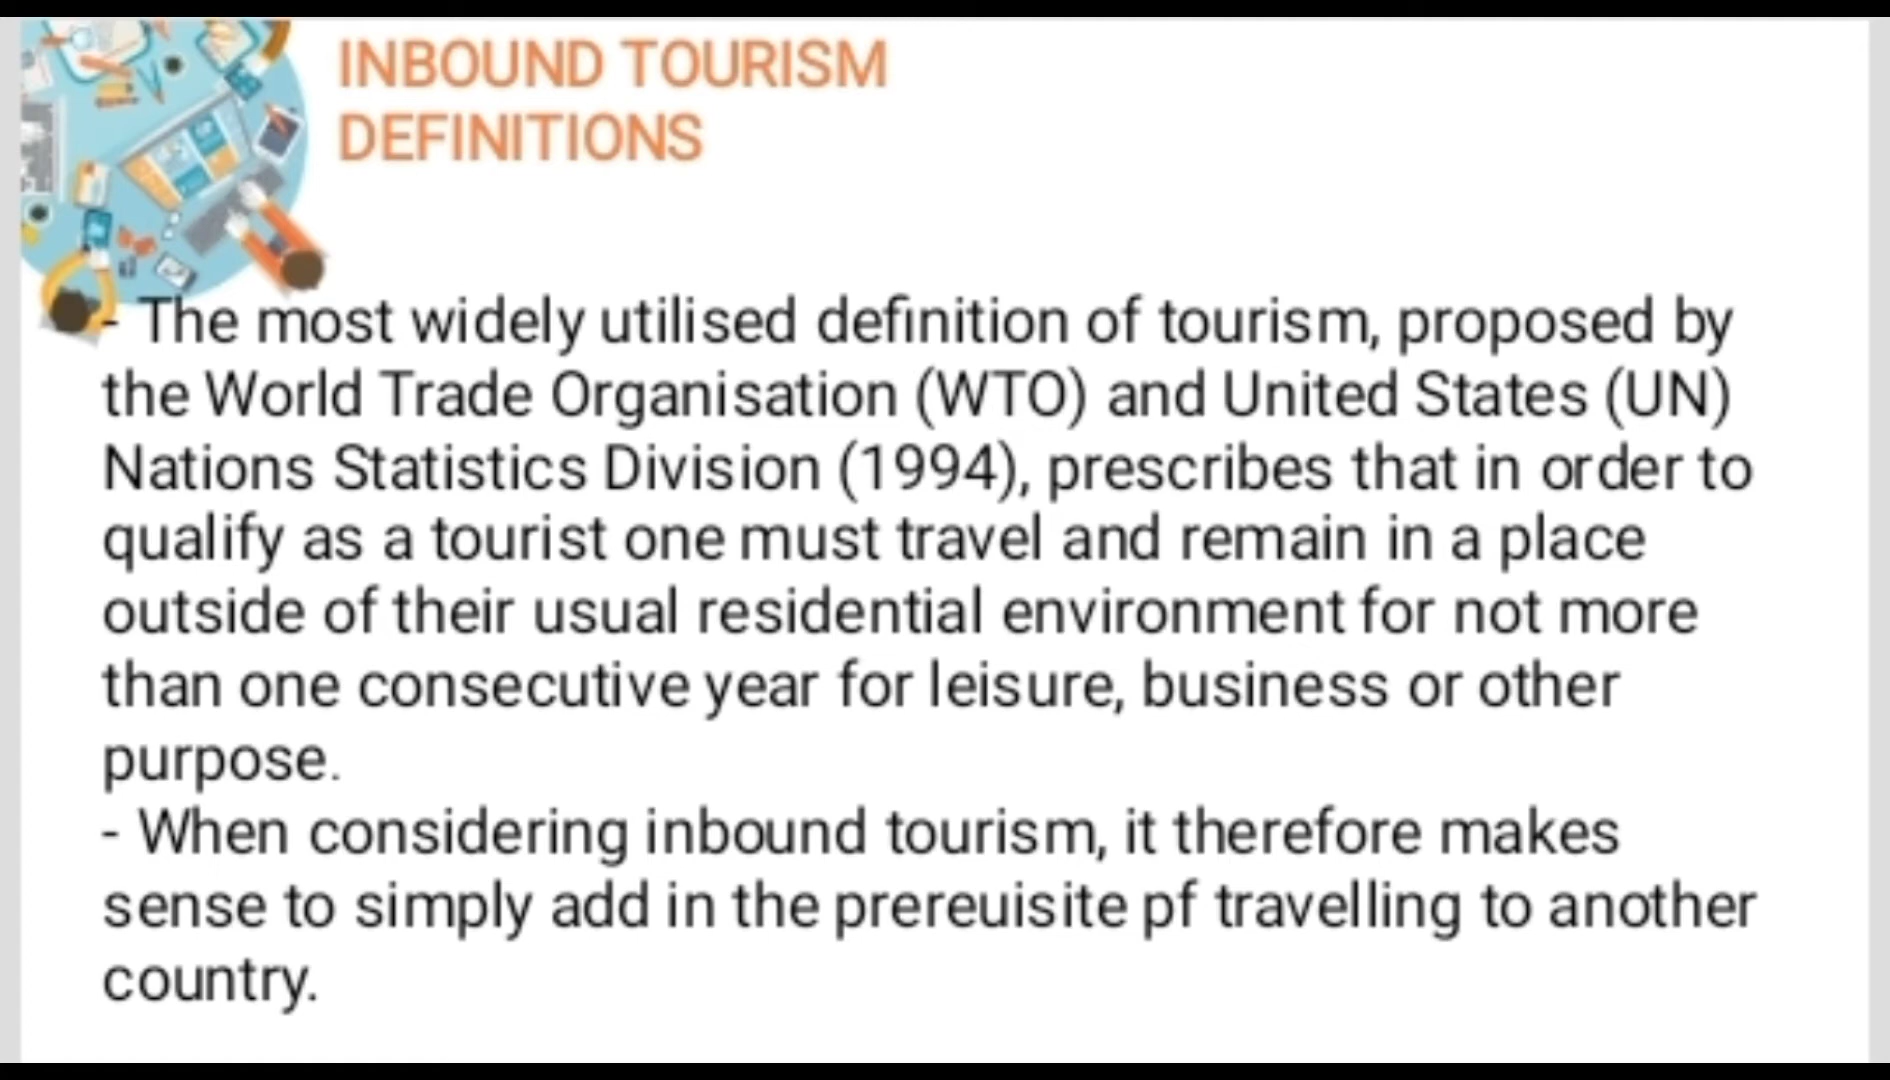 INBOUND TOURISM
DEFINITIONS
- The most widely utilised definition of tourism, proposed by
the World Trade Organisation (WTO) and United States (UN)
Nations Statistics Division (1994), prescribes that in order to
qualify as a tourist one must travel and remain in a place
outside of their usual residential environment for not more
than one consecutive year for leisure, business or other
purpose.
- When considering inbound tourism, it therefore makes
sense to simply add in the prereuisite pf travelling to another
country.